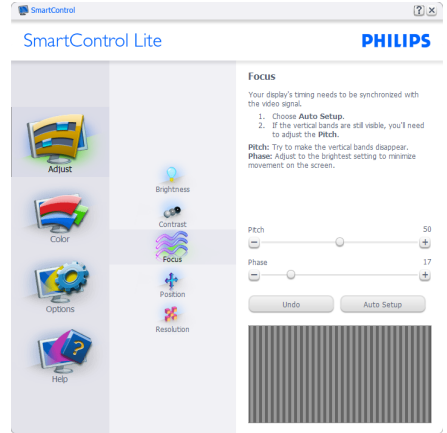 SmartControl
SmartControl Lite
PHILIPS
Adjust
Color
Options
Help
Brightness
Contrast
Focus
Position
Resolution
Focus
Your display's timing needs to be synchronized with
the video signal.
1. Choose Auto Setup.
2. If the vertical bands are still visible, you'll need
to adjust the Pitch.
Pitch: Try to make the vertical bands disappear.
Phase: Adjust to the brightest setting to minimize
movement on the screen.
Pitch 50
Phase 17
Undo Auto Setup